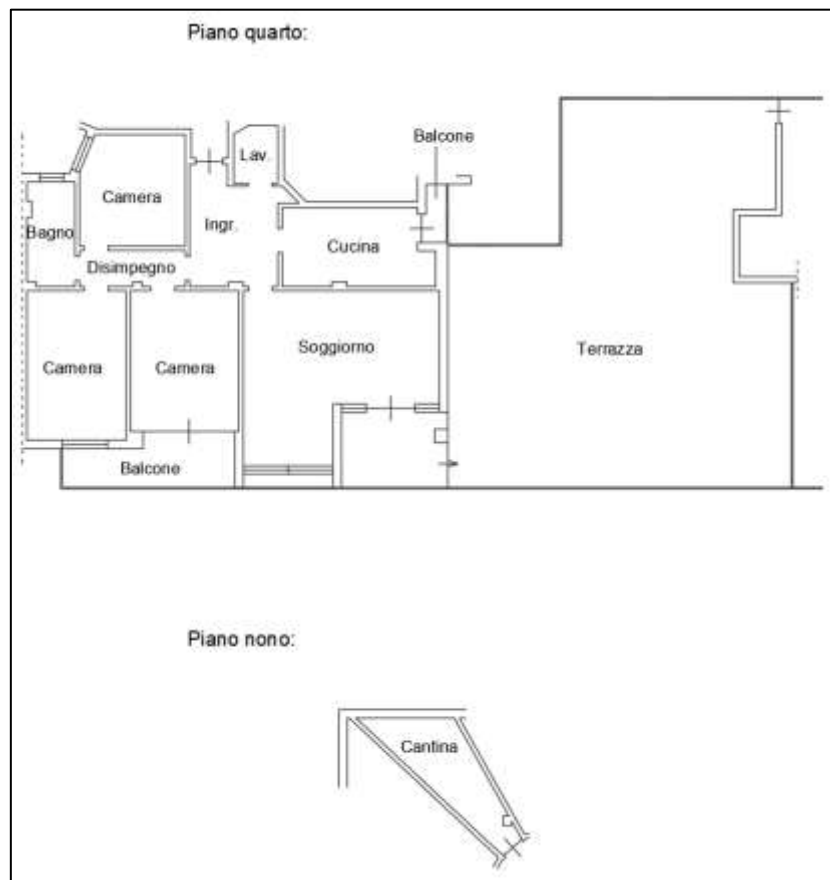 Piano quarto:
Balcone
Lav.
Camera
Ingr.
Bagno
Cucina
Disimpegno
Soggiorno
Terrazza
Camera
Camera
Balcone
Piano nono:
Cantina